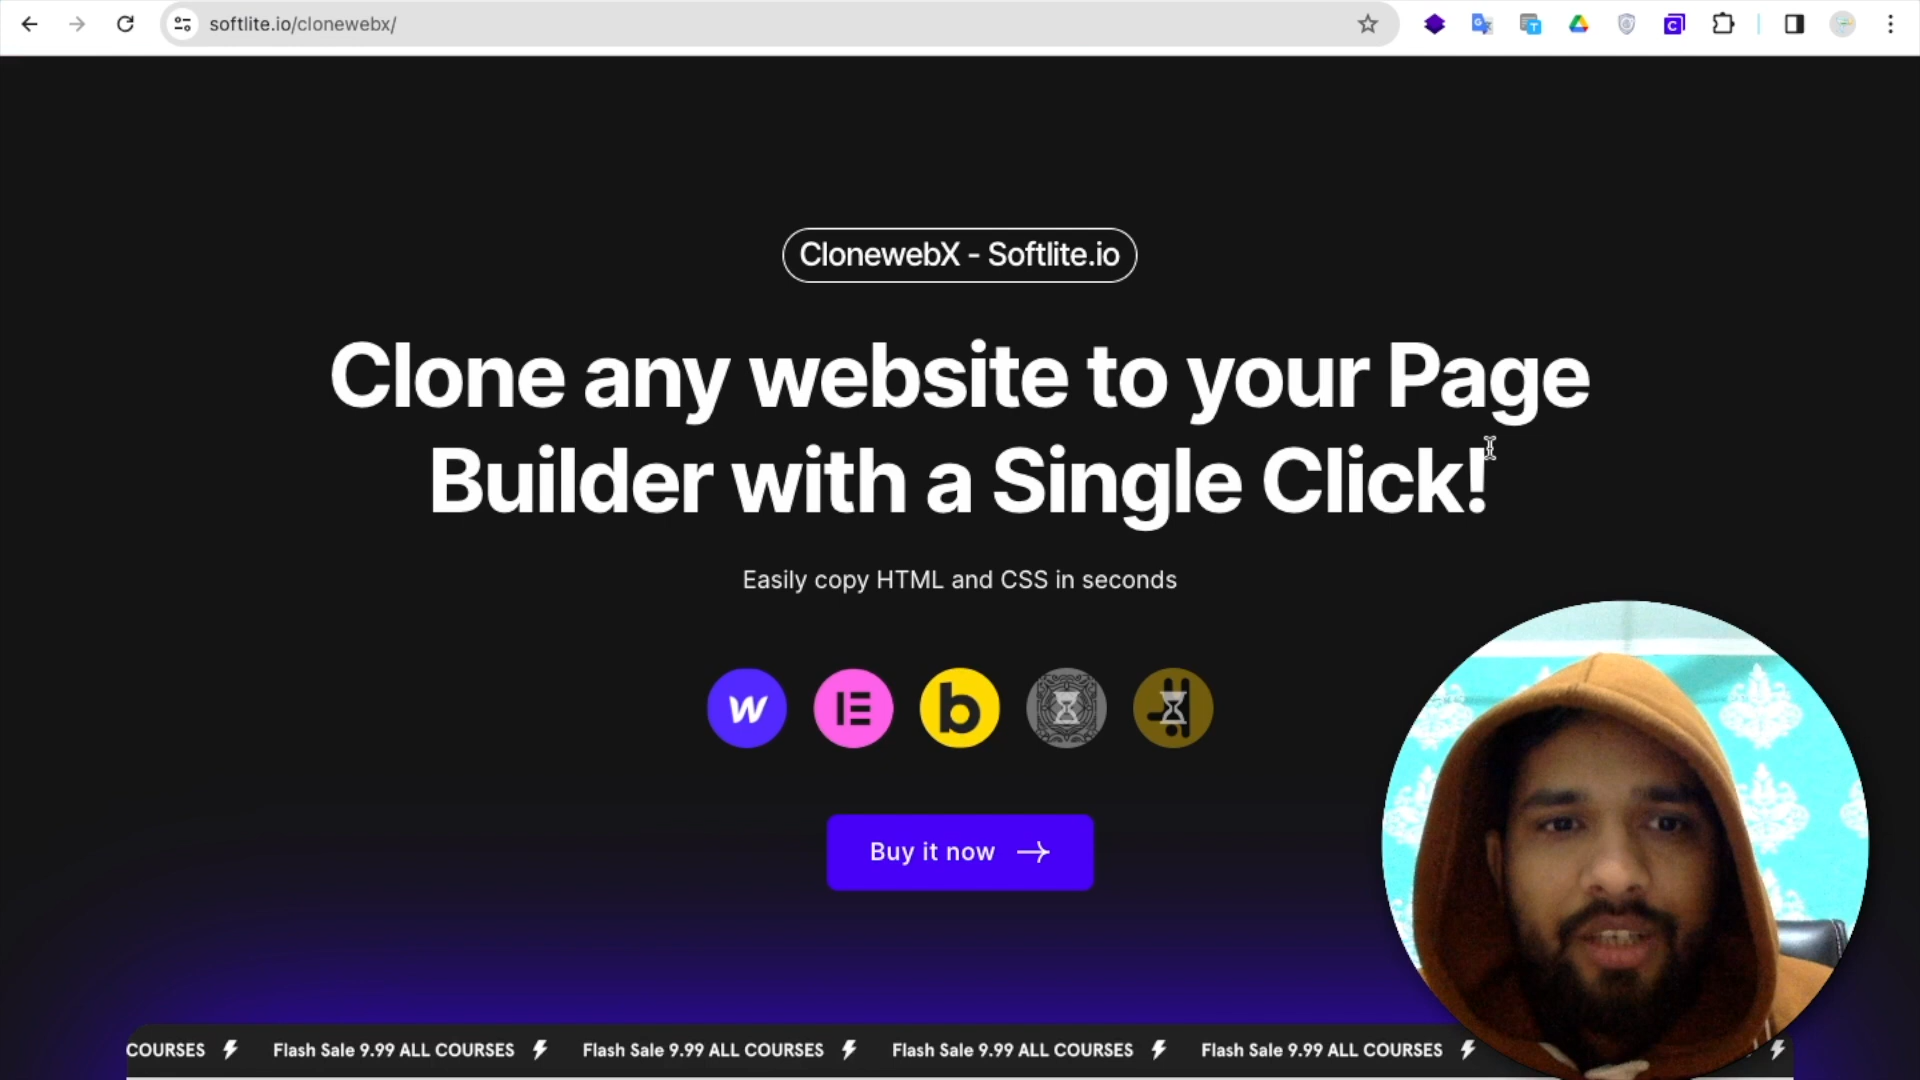 softlite.io/clonewebx/
ClonewebX - Softlite.io
Clone any website to your Page
Builder with a Single Click!
Easily copy HTML and CSS in seconds
Buy it now
COURSES Flash Sale 9.99 ALL COURSES Flash Sale 9.99 ALL COURSES Flash Sale 9.99 ALL COURSES Flash Sale 9.99 ALL COURSES